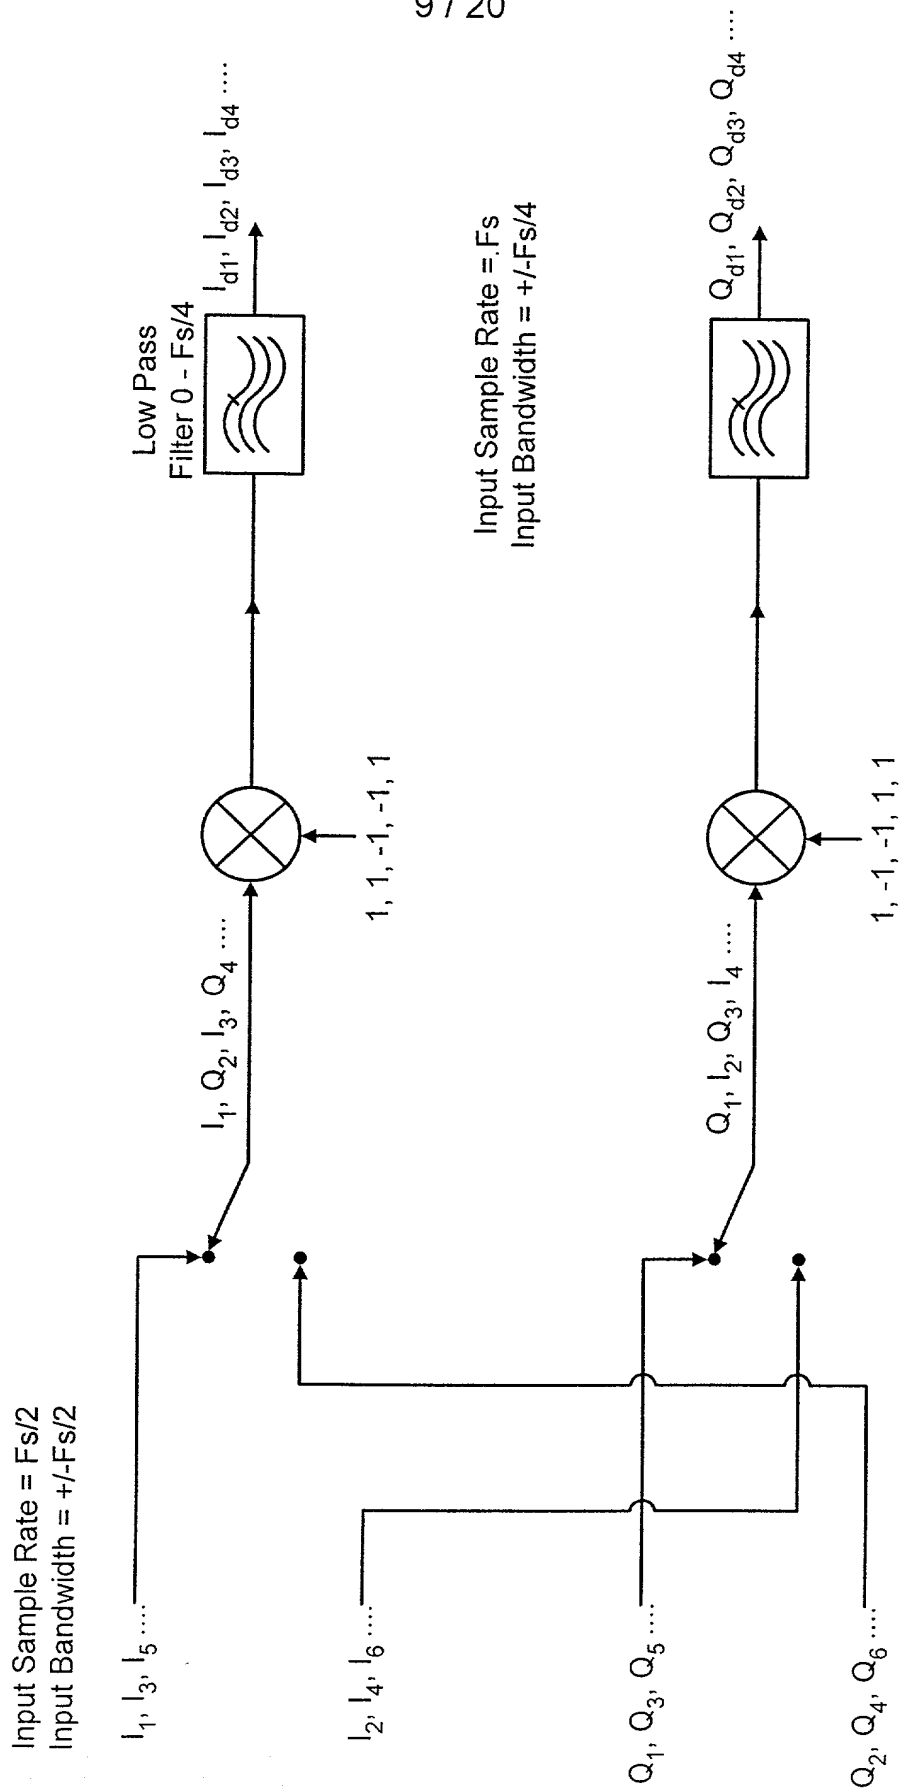 9 / 20
Input Sample Rate = Fs/2
Input Bandwidth = +/-Fs/2
I1, I3, I5 ....
I2, I4, I6 ....
Q1, Q3, Q5 ....
Q2, Q4, Q6 ....
I1, Q2, I3, Q4 ....
1, 1, -1, -1, 1
Q1, I2, Q3, I4 ....
1, -1, -1, 1, 1
Low Pass
Filter 0 - Fs/4
Id1, Id2, Id3, Id4 ....
Input Sample Rate =.Fs
Input Bandwidth = +/-Fs/4
Qd1, Qd2, Qd3, Qd4 ....